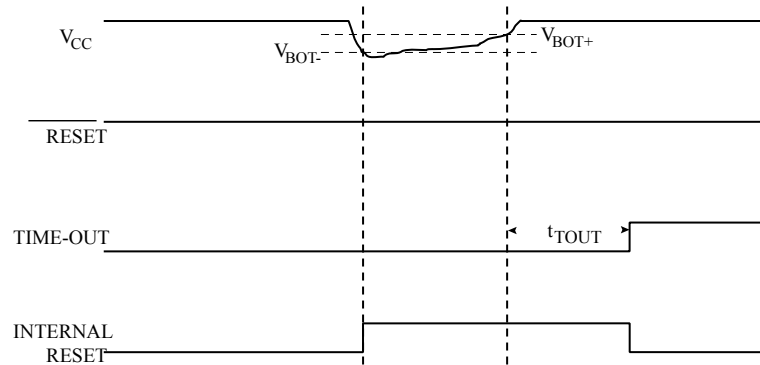 VCC
VBOT-
VBOT+
RESET
TIME-OUT
tTOUT
INTERNAL
RESET